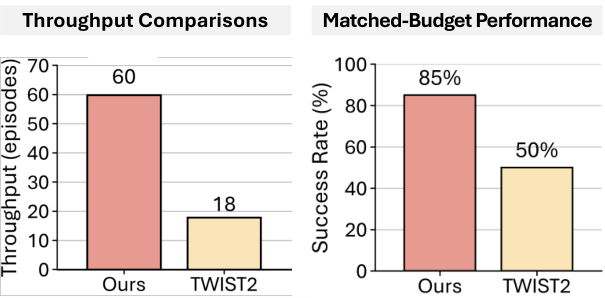 Throughput Comparisons
Throughput (episodes)
70
60
50
40
30
20
10
0
60
18
Ours
TWIST2
Matched-Budget Performance
Success Rate (%)
100
80
60
40
20
0
85%
50%
Ours
TWIST2